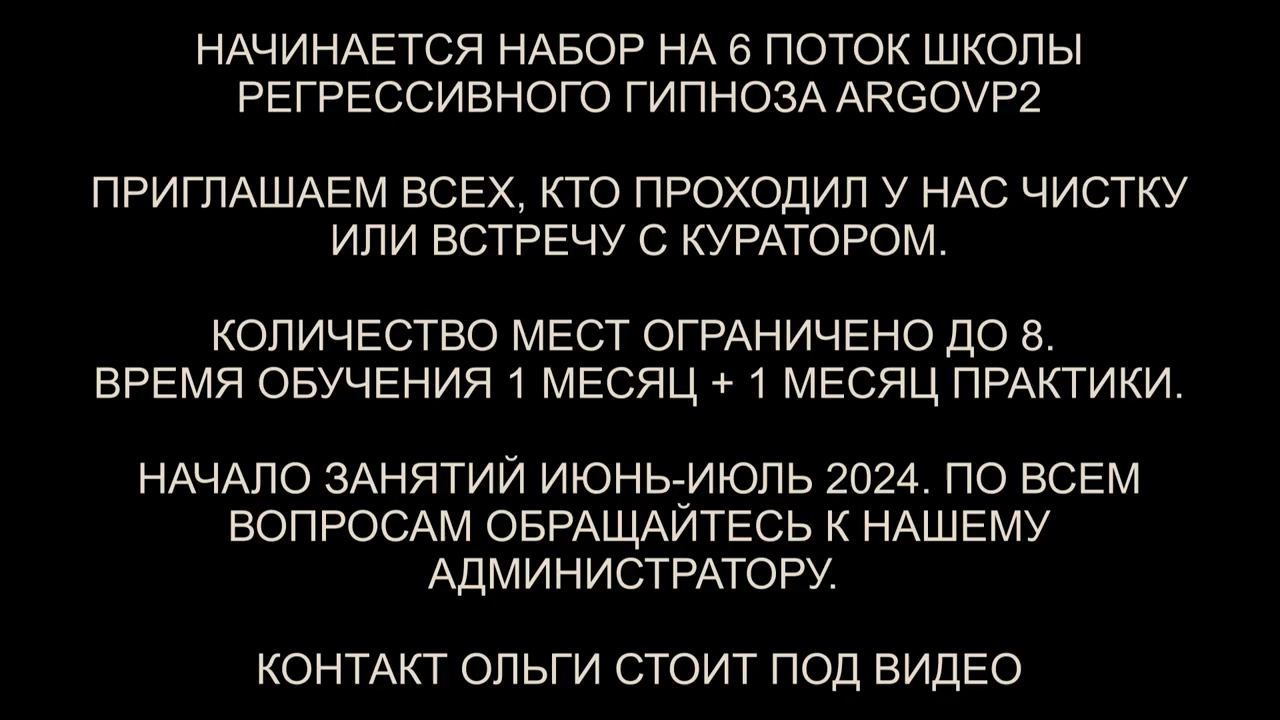 НАЧИНАЕТСЯ НАБОР НА 6 ПОТОК ШКОЛЫ
РЕГРЕССИВНОГО ГИПНОЗА ARGOVP2
ПРИГЛАШАЕМ ВСЕХ, КТО ПРОХОДИЛ У НАС ЧИСТКУ
ИЛИ ВСТРЕЧУ С КУРАТОРОМ.
КОЛИЧЕСТВО МЕСТ ОГРАНИЧЕНО ДО 8.
ВРЕМЯ ОБУЧЕНИЯ 1 МЕСЯЦ + 1 МЕСЯЦ ПРАКТИКИ.
НАЧАЛО ЗАНЯТИЙ ИЮНЬ-ИЮЛЬ 2024. ПО ВСЕМ
ВОПРОСАМ ОБРАЩАЙТЕСЬ К НАШЕМУ
АДМИНИСТРАТОРУ.
КОНТАКТ ОЛЬГИ СТОИТ ПОД ВИДЕО